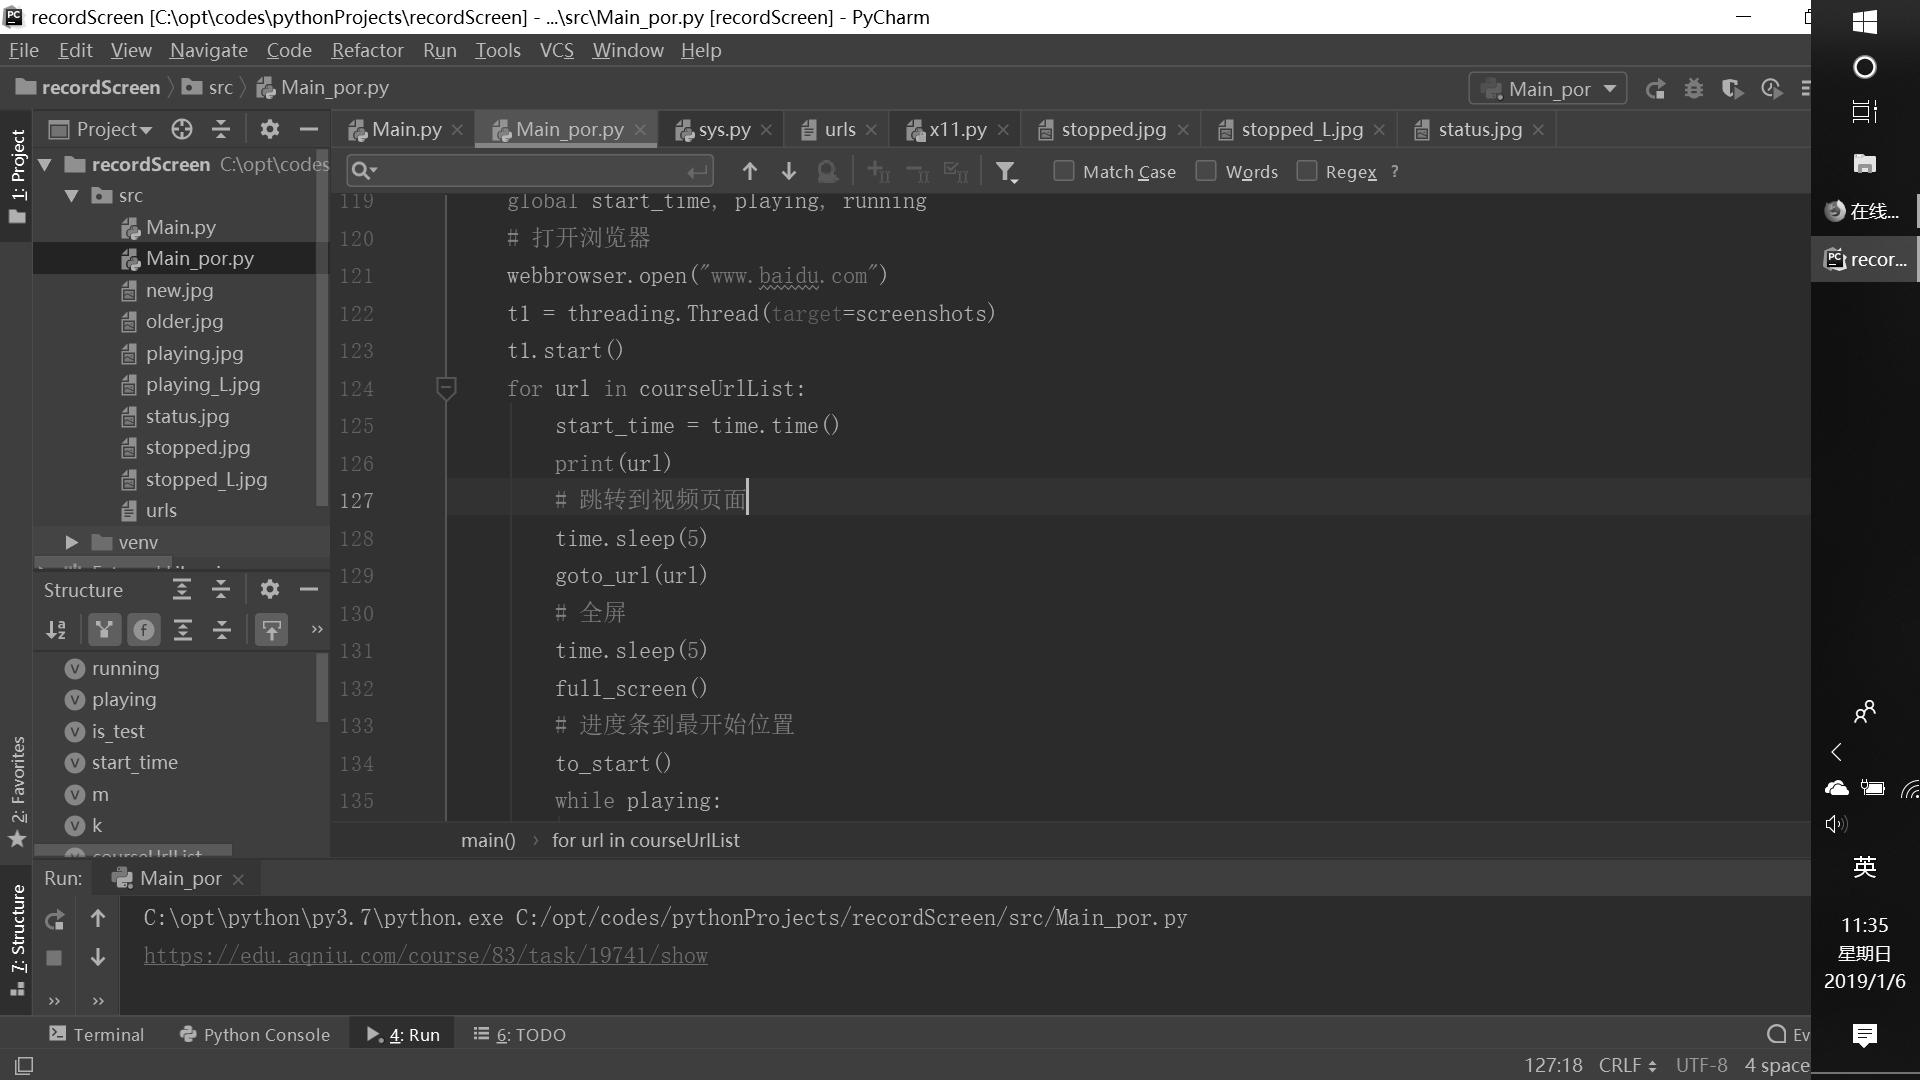 recordScreen [C:\opt\codes\pythonProjects\recordScreen] - ...\src\Main_por.py [recordScreen] - PyCharm
File Edit View Navigate Code Refactor Run Tools VCS Window Help
recordScreen src Main_por.py
Main_por
1: Project
Project
Main.py Main_por.py sys.py urls x11.py stopped.jpg stopped_L.jpg status.jpg
Match Case Words Regex ?
recordScreen C:\opt\codes
src
Main.py
Main_por.py
new.jpg
older.jpg
playing.jpg
playing_L.jpg
status.jpg
stopped.jpg
stopped_L.jpg
urls
venv
119 global start_time, playing, running
120 # 打开浏览器
121 webbrowser.open("www.baidu.com")
122 t1 = threading.Thread(target=screenshots)
123 t1.start()
124 for url in courseUrlList:
125 start_time = time.time()
126 print(url)
127 # 跳转到视频页面
128 time.sleep(5)
129 goto_url(url)
130 # 全屏
131 time.sleep(5)
132 full_screen()
133 # 进度条到最开始位置
134 to_start()
135 while playing:
main() › for url in courseUrlList
Structure
running
playing
is_test
start_time
m
k
courseUrlList
2: Favorites
7: Structure
Run: Main_por
C:\opt\python\py3.7\python.exe C:/opt/codes/pythonProjects/recordScreen/src/Main_por.py
https://edu.aqniu.com/course/83/task/19741/show
Terminal Python Console 4: Run 6: TODO Ev
127:18 CRLF UTF-8 4 space
在线...
recor...
英
11:35
星期日
2019/1/6